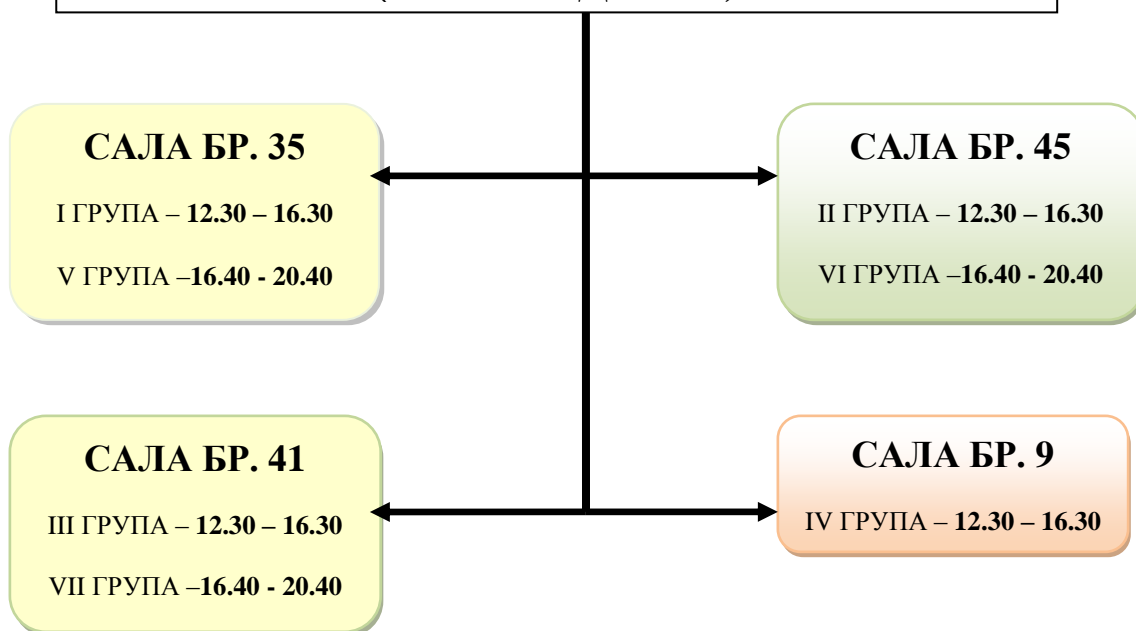 САЛА БР. 35
I ГРУПА – 12.30 – 16.30
V ГРУПА –16.40 - 20.40
САЛА БР. 45
II ГРУПА – 12.30 – 16.30
VI ГРУПА –16.40 - 20.40
САЛА БР. 41
III ГРУПА – 12.30 – 16.30
VII ГРУПА –16.40 - 20.40
САЛА БР. 9
IV ГРУПА – 12.30 – 16.30